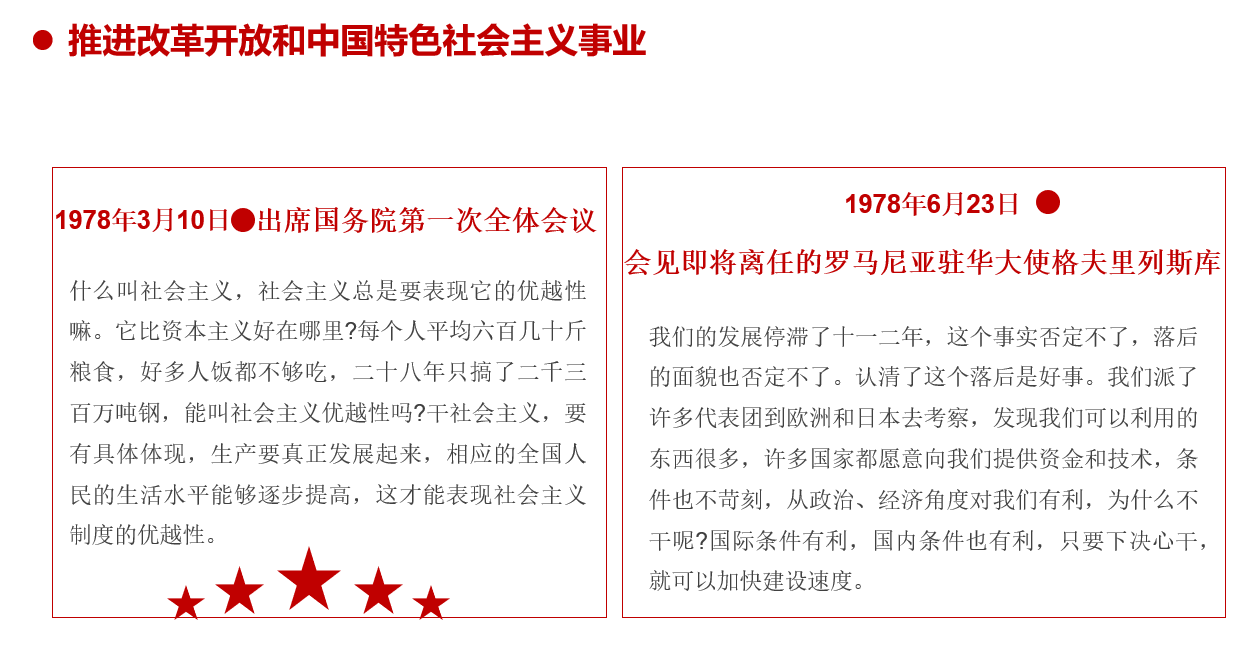 推进改革开放和中国特色社会主义事业
1978年3月10日●出席国务院第一次全体会议
什么叫社会主义，社会主义总是要表现它的优越性
嘛。它比资本主义好在哪里?每个人平均六百几十斤
粮食，好多人饭都不够吃，二十八年只搞了二千三
百万吨钢，能叫社会主义优越性吗?干社会主义，要
有具体体现，生产要真正发展起来，相应的全国人
民的生活水平能够逐步提高，这才能表现社会主义
制度的优越性。
1978年6月23日 ●
会见即将离任的罗马尼亚驻华大使格夫里列斯库
我们的发展停滞了十一二年，这个事实否定不了，落后
的面貌也否定不了。认清了这个落后是好事。我们派了
许多代表团到欧洲和日本去考察，发现我们可以利用的
东西很多，许多国家都愿意向我们提供资金和技术，条
件也不苛刻，从政治、经济角度对我们有利，为什么不
干呢?国际条件有利，国内条件也有利，只要下决心干，
就可以加快建设速度。